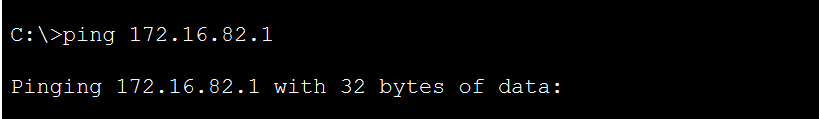 C:\>ping 172.16.82.1
Pinging 172.16.82.1 with 32 bytes of data: